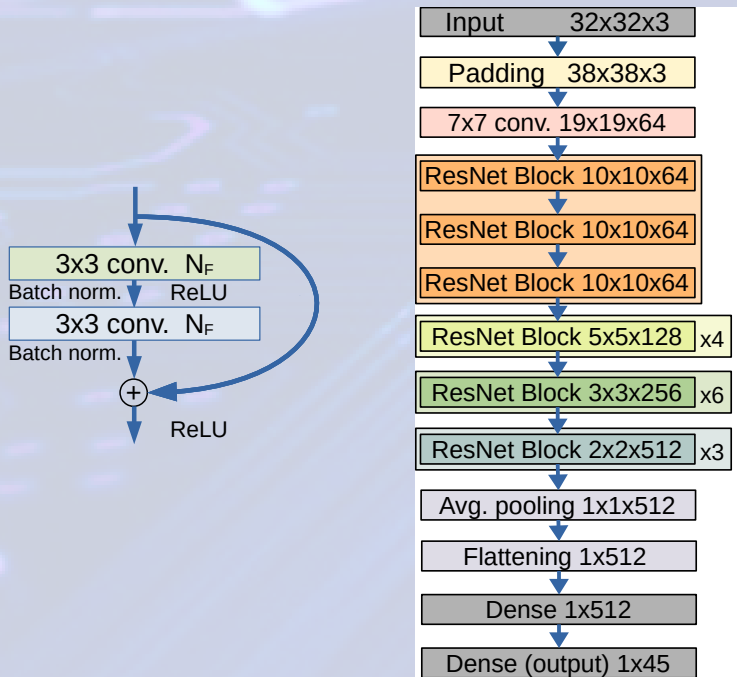 3x3 conv. N_F
Batch norm. ReLU
3x3 conv. N_F
Batch norm.
+
ReLU
Input 32x32x3
Padding 38x38x3
7x7 conv. 19x19x64
ResNet Block 10x10x64
ResNet Block 10x10x64
ResNet Block 10x10x64
ResNet Block 5x5x128 x4
ResNet Block 3x3x256 x6
ResNet Block 2x2x512 x3
Avg. pooling 1x1x512
Flattening 1x512
Dense 1x512
Dense (output) 1x45